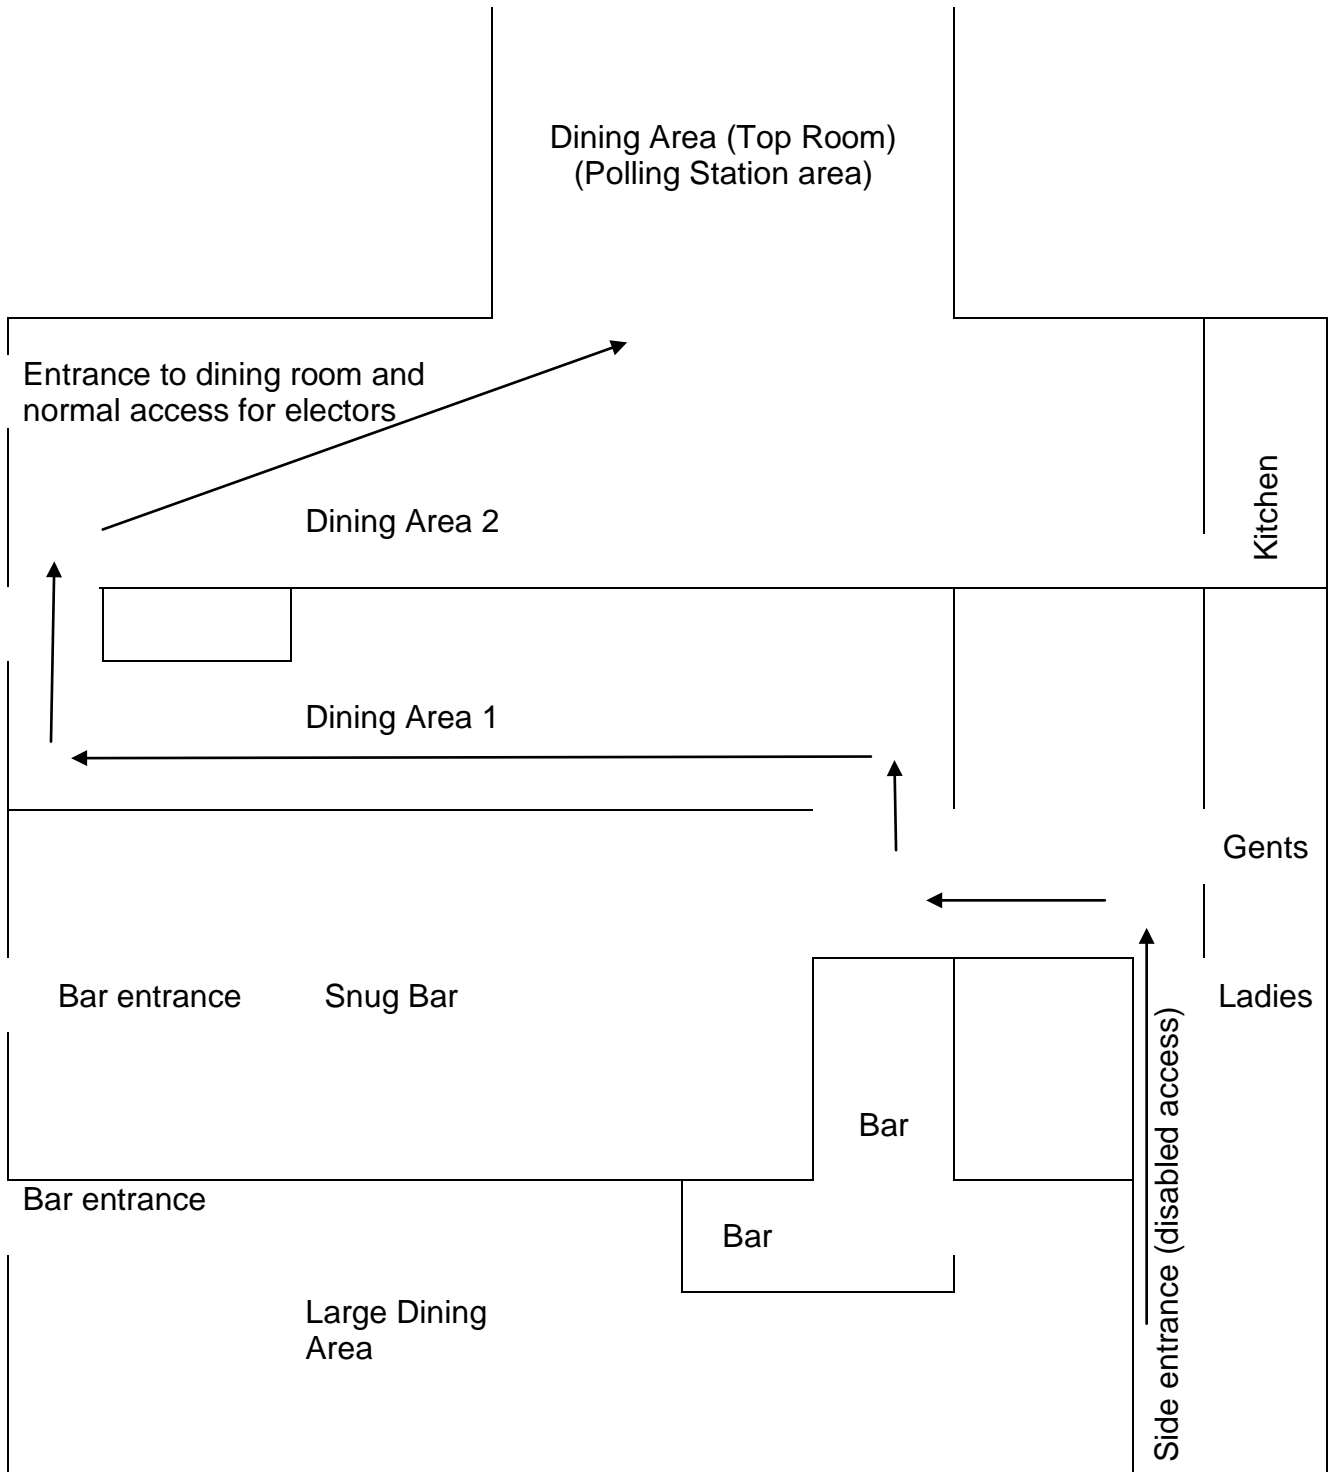 Dining Area (Top Room)
(Polling Station area)
Entrance to dining room and
normal access for electors
Kitchen
Dining Area 2
Dining Area 1
Gents
Bar entrance
Snug Bar
Ladies
Side entrance (disabled access)
Bar
Bar entrance
Bar
Large Dining
Area